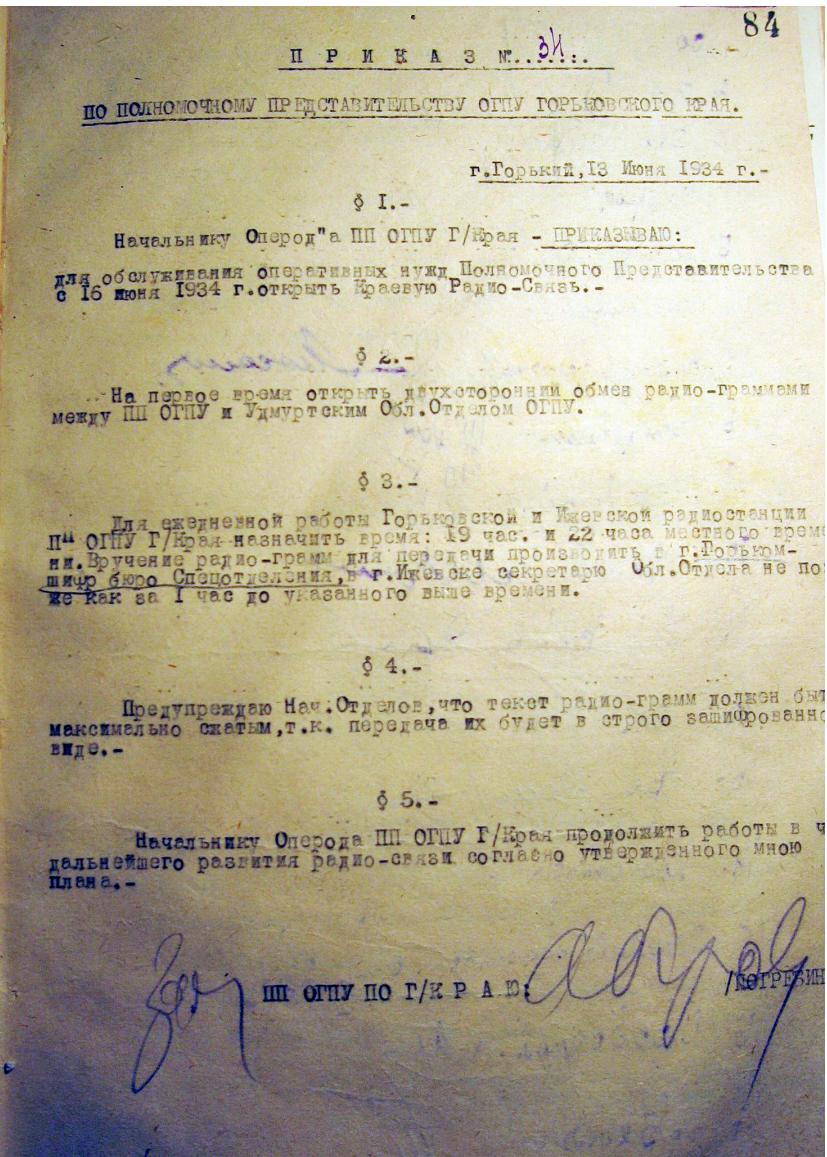 84
П Р И К А З №...34...
ПО ПОЛНОМОЧНОМУ ПРЕДСТАВИТЕЛЬСТВУ ОГПУ ГОРЬКОВСКОГО КРАЯ.
г.Горький,13 Июня 1934 г.-
§ I.-
Начальнику Оперод"а ПП ОГПУ Г/Края - ПРИКАЗЫВАЮ:
для обслуживания оперативных нужд Полномочного Представительства
с 16 июня 1934 г.открыть Краевую Радио-Связь.-
§ 2.-
На первое время открыть двухсторонний обмен радио-граммами
между ПП ОГПУ и Удмуртским Обл.Отделом ОГПУ.
§ 3.-
Для ежедневной работы Горьковской и Ижевской радиостанции
ПП ОГПУ Г/Края назначить время: 19 час. и 22 часа местного време
ни.Вручение радио-грамм для передачи производить в г.Горьком-
шифр бюро Спецотделения,в г.Ижевске секретарю Обл.Отдела не поз
же как за I час до указанного выше времени.
§ 4.-
Предупреждаю Нач.Отделов,что текст радио-грамм должен быт
максимально сжатым,т.к. передача их будет в строго зашифрованно
виде.-
§ 5.-
Начальнику Оперода ПП ОГПУ Г/Края продолжить работы в ч
дальнейшего развития радио-связи согласно утвержденного мною
плана.-
ПП ОГПУ ПО Г/К Р А Ю:
/ПОГРЕБИН